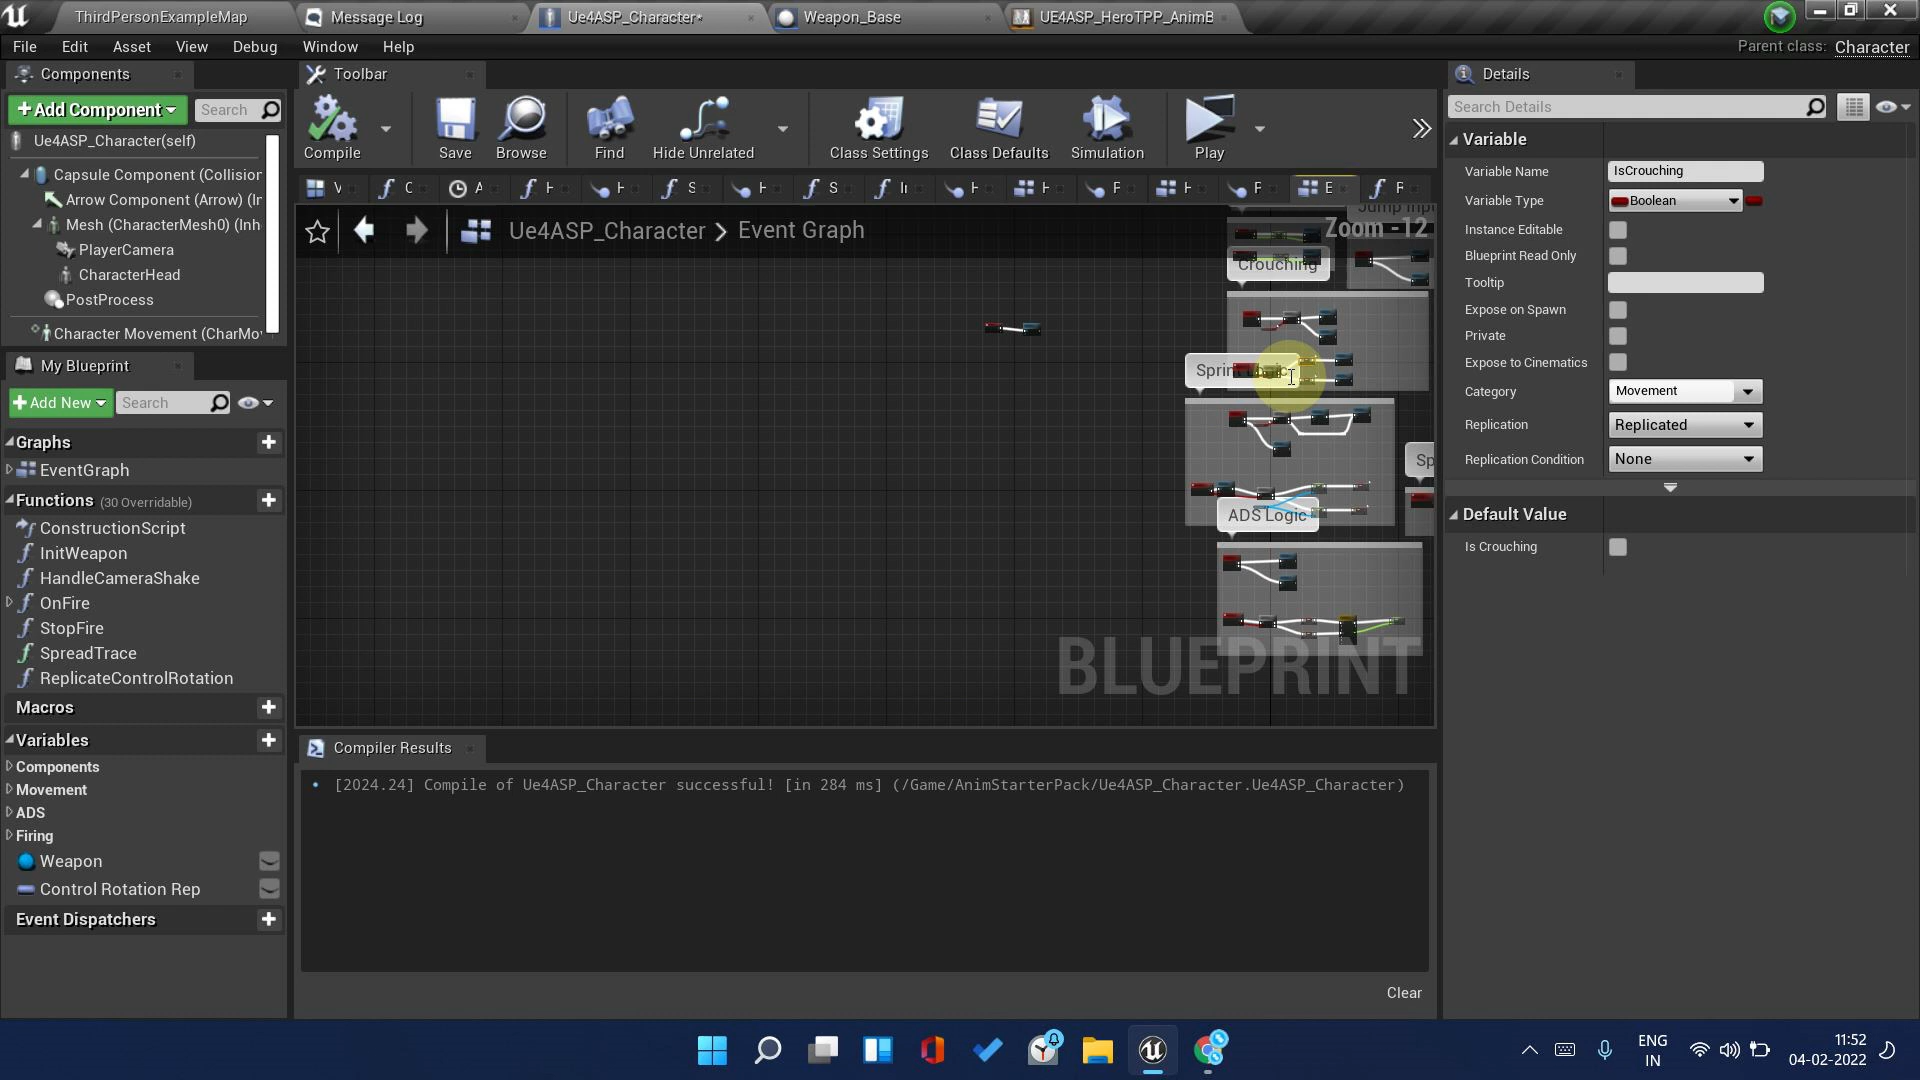 ThirdPersonExampleMap
Message Log
Ue4ASP_Character*
Weapon_Base
UE4ASP_HeroTPP_AnimB
File
Edit
Asset
View
Debug
Window
Help
Parent class: Character
Components
Add Component
Search
Ue4ASP_Character(self)
Capsule Component (Collision
Arrow Component (Arrow) (Ir
Mesh (CharacterMesh0) (Inh
PlayerCamera
CharacterHead
PostProcess
Character Movement (CharMo
My Blueprint
Add New
Search
Graphs
EventGraph
Functions (30 Overridable)
ConstructionScript
InitWeapon
HandleCameraShake
OnFire
StopFire
SpreadTrace
ReplicateControlRotation
Macros
Variables
Components
Movement
ADS
Firing
Weapon
Control Rotation Rep
Event Dispatchers
Toolbar
Compile
Save
Browse
Find
Hide Unrelated
Class Settings
Class Defaults
Simulation
Play
Ue4ASP_Character > Event Graph
Zoom -12
Jump Inp
Crouching
Sprint Logic
Sp
ADS Logic
BLUEPRINT
Compiler Results
[2024.24] Compile of Ue4ASP_Character successful! [in 284 ms] (/Game/AnimStarterPack/Ue4ASP_Character.Ue4ASP_Character)
Clear
Details
Search Details
Variable
Variable Name
IsCrouching
Variable Type
Boolean
Instance Editable
Blueprint Read Only
Tooltip
Expose on Spawn
Private
Expose to Cinematics
Category
Movement
Replication
Replicated
Replication Condition
None
Default Value
Is Crouching
ENG
IN
11:52
04-02-2022